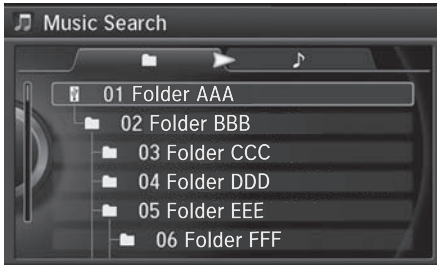 Music Search
01 Folder AAA
02 Folder BBB
03 Folder CCC
04 Folder DDD
05 Folder EEE
06 Folder FFF